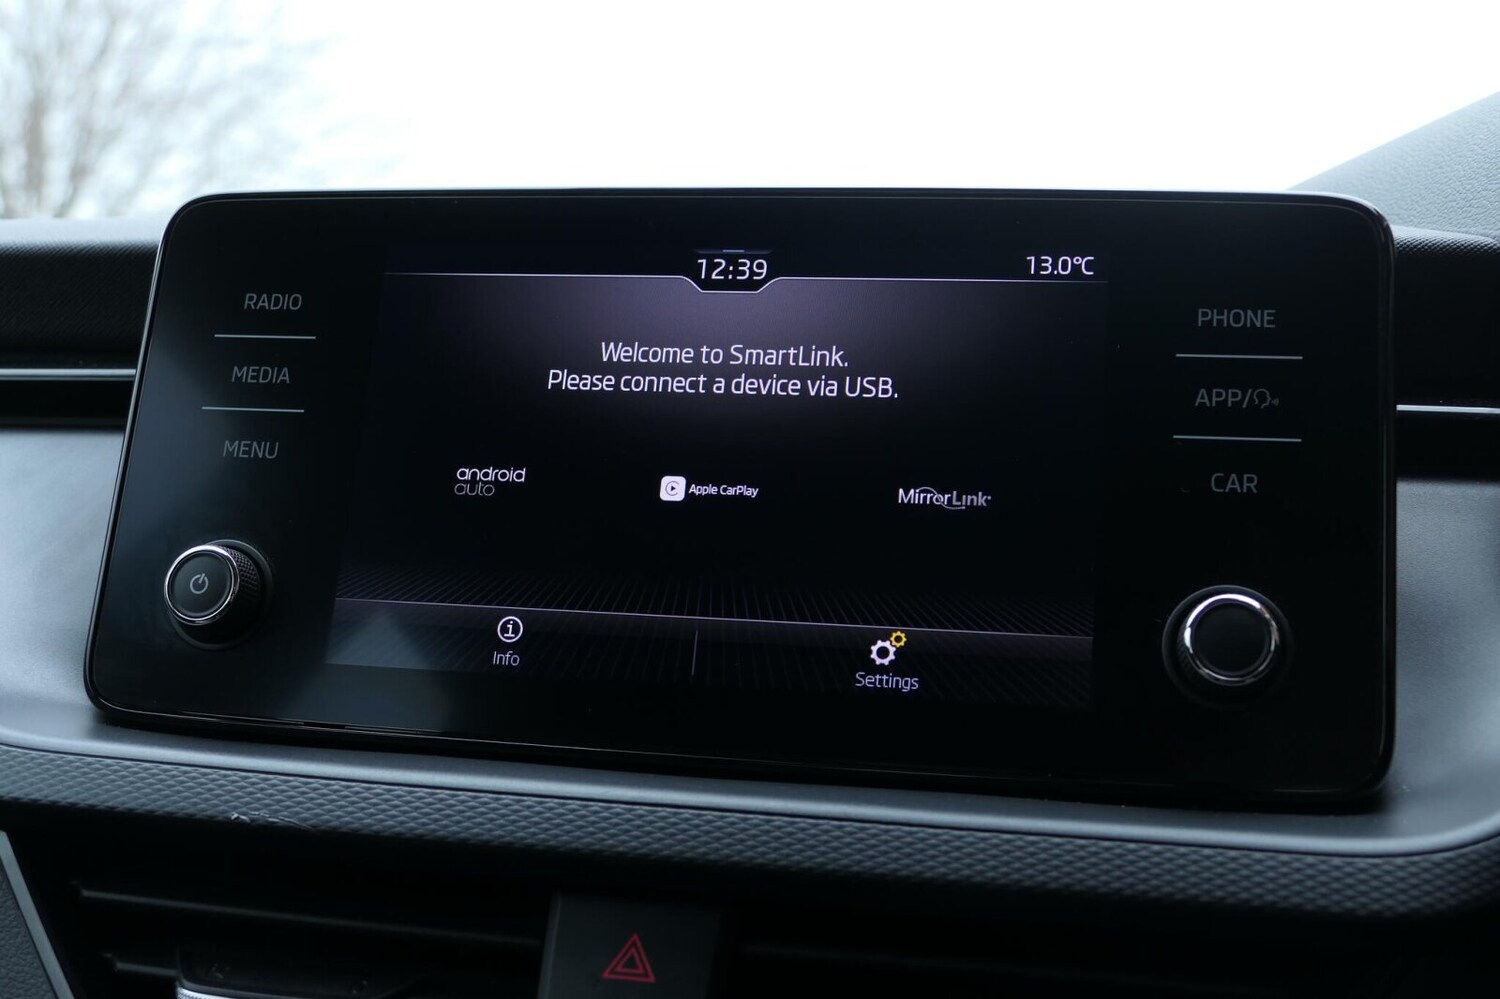 12:39
13.0°C
RADIO
MEDIA
MENU
Welcome to SmartLink.
Please connect a device via USB.
android
auto
Apple CarPlay
MirrorLink
Info
Settings
PHONE
APP/
CAR